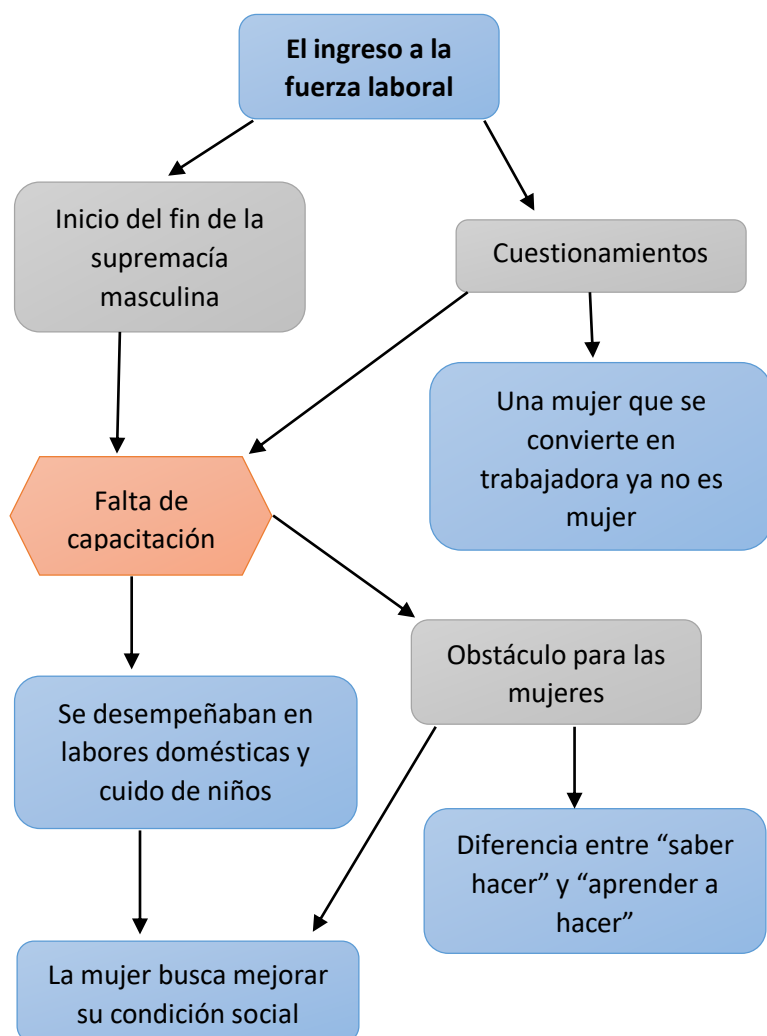 El ingreso a la
fuerza laboral
Inicio del fin de la
supremacía
masculina
Cuestionamientos
Una mujer que se
convierte en
trabajadora ya no es
mujer
Falta de
capacitación
Obstáculo para las
mujeres
Se desempeñaban en
labores domésticas y
cuido de niños
Diferencia entre “saber
hacer” y “aprender a
hacer”
La mujer busca mejorar
su condición social